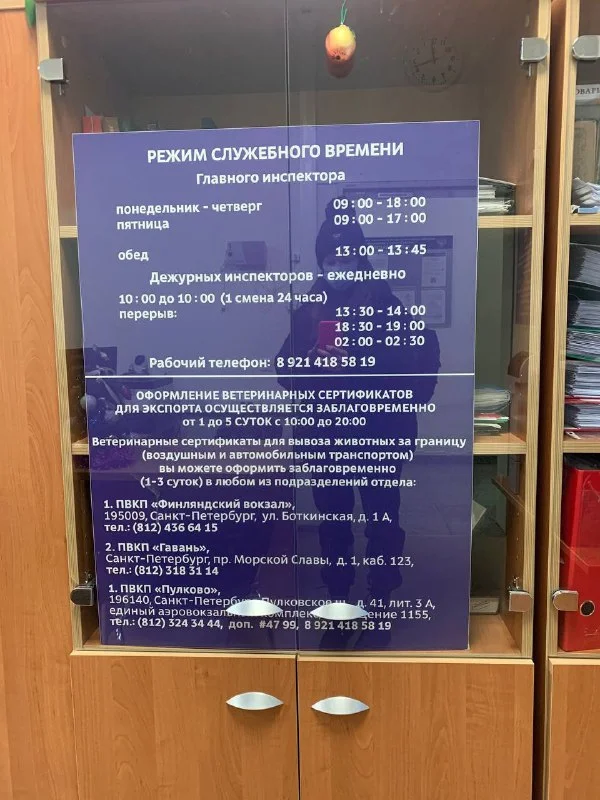 РЕЖИМ СЛУЖЕБНОГО ВРЕМЕНИ
Главного инспектора
понедельник - четверг 09:00 - 18:00
пятница 09:00 - 17:00
обед 13:00 - 13:45
Дежурных инспекторов - ежедневно
10:00 до 10:00 (1 смена 24 часа)
перерыв: 13:30 - 14:00
18:30 - 19:00
02:00 - 02:30
Рабочий телефон: 8 921 418 58 19
ОФОРМЛЕНИЕ ВЕТЕРИНАРНЫХ СЕРТИФИКАТОВ
ДЛЯ ЭКСПОРТА ОСУЩЕСТВЛЯЕТСЯ ЗАБЛАГОВРЕМЕННО
от 1 до 5 СУТОК с 10:00 до 20:00
Ветеринарные сертификаты для вывоза животных за границу
(воздушным и автомобильным транспортом)
вы можете оформить заблаговременно
(1-3 суток) в любом из подразделений отдела:
1. ПВКП «Финляндский вокзал»,
195009, Санкт-Петербург, ул. Боткинская, д. 1 А,
тел.: (812) 436 64 15
2. ПВКП «Гавань»,
Санкт-Петербург, пр. Морской Славы, д. 1, каб. 123,
тел.: (812) 318 31 14
1. ПВКП «Пулково»,
196140, Санкт-Петербург, Пулковское ш., д. 41, лит. 3 А,
единый аэровокзальный комплекс, 1155,
тел.: (812) 324 34 44, доп. #47 99, 8 921 418 58 19